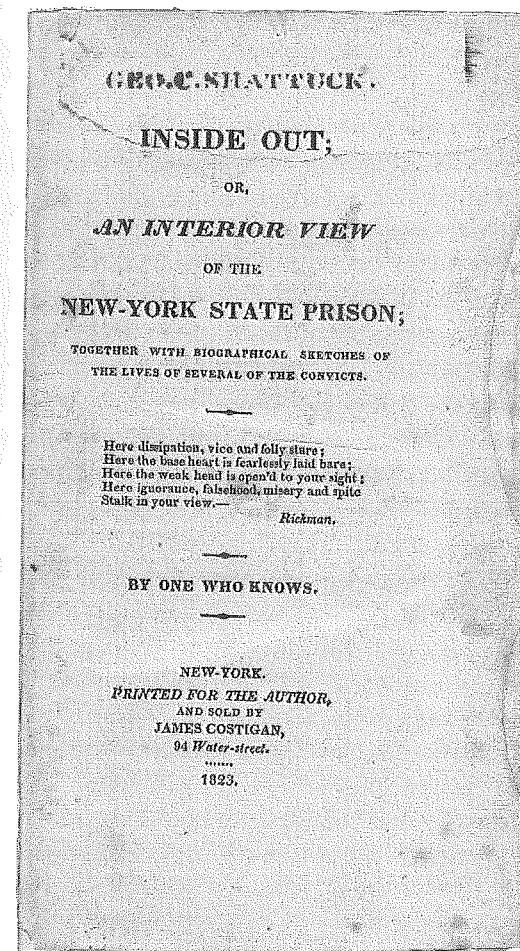 GEO.C.SHATTUCK.
INSIDE OUT;
OR,
AN INTERIOR VIEW
OF THE
NEW-YORK STATE PRISON;
TOGETHER WITH BIOGRAPHICAL SKETCHES OF
THE LIVES OF SEVERAL OF THE CONVICTS.
Here dissipation, vice and folly stare;
Here the base heart is fearlessly laid bare;
Here the weak head is open'd to your sight;
Here ignorance, falsehood, misery and spite
Stalk in your view.—
Rickman.
BY ONE WHO KNOWS.
NEW-YORK.
PRINTED FOR THE AUTHOR,
AND SOLD BY
JAMES COSTIGAN,
94 Water-street.
.......
1823.